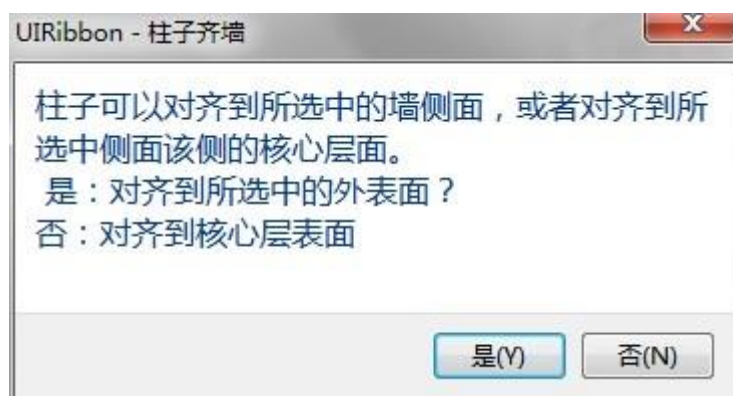 UIRibbon - 柱子齐墙
柱子可以对齐到所选中的墙侧面，或者对齐到所
选中侧面该侧的核心层面。
是：对齐到所选中的外表面？
否：对齐到核心层表面
是(Y) 否(N)